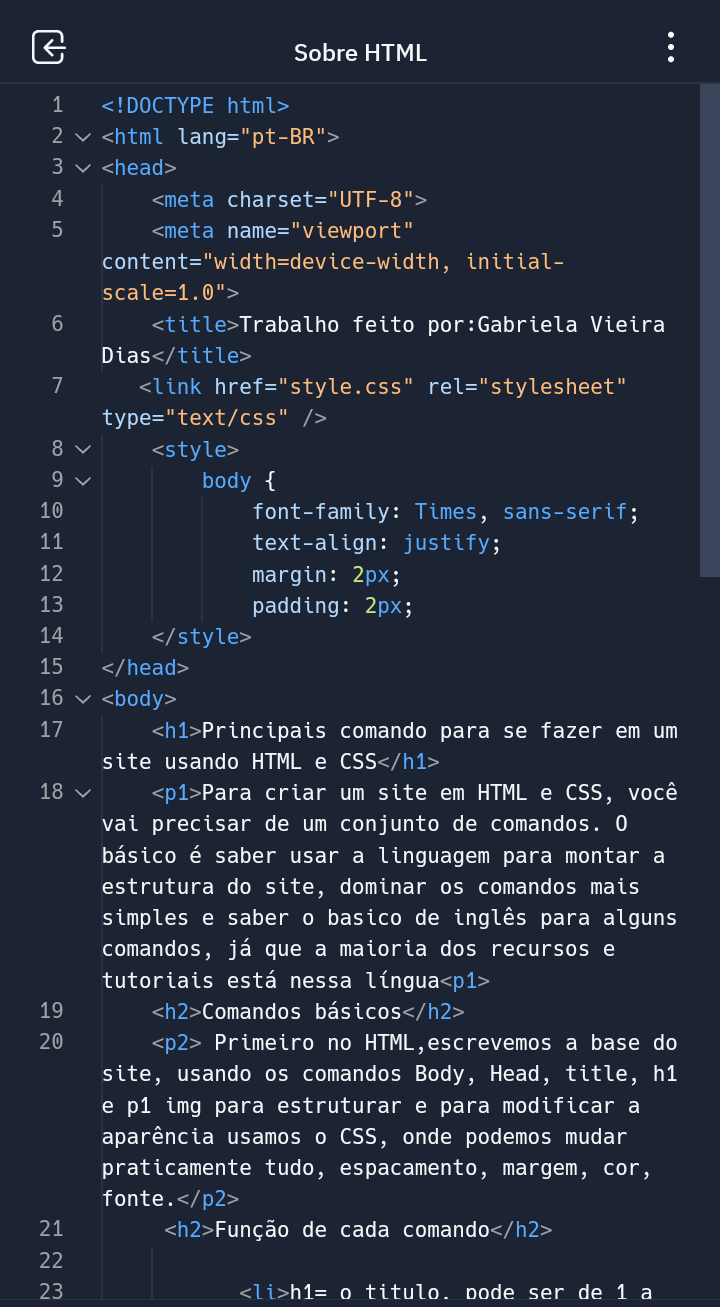 Sobre HTML
1 <!DOCTYPE html>
2 <html lang="pt-BR">
3 <head>
4 <meta charset="UTF-8">
5 <meta name="viewport"
content="width=device-width, initial-
scale=1.0">
6 <title>Trabalho feito por:Gabriela Vieira
Dias</title>
7 <link href="style.css" rel="stylesheet"
type="text/css" />
8 <style>
9 body {
10 font-family: Times, sans-serif;
11 text-align: justify;
12 margin: 2px;
13 padding: 2px;
14 </style>
15 </head>
16 <body>
17 <h1>Principais comando para se fazer em um
site usando HTML e CSS</h1>
18 <p1>Para criar um site em HTML e CSS, você
vai precisar de um conjunto de comandos. O
básico é saber usar a linguagem para montar a
estrutura do site, dominar os comandos mais
simples e saber o basico de inglês para alguns
comandos, já que a maioria dos recursos e
tutoriais está nessa língua<p1>
19 <h2>Comandos básicos</h2>
20 <p2> Primeiro no HTML,escrevemos a base do
site, usando os comandos Body, Head, title, h1
e p1 img para estruturar e para modificar a
aparência usamos o CSS, onde podemos mudar
praticamente tudo, espacamento, margem, cor,
fonte.</p2>
21 <h2>Função de cada comando</h2>
22
23 <li>h1= o titulo, pode ser de 1 a